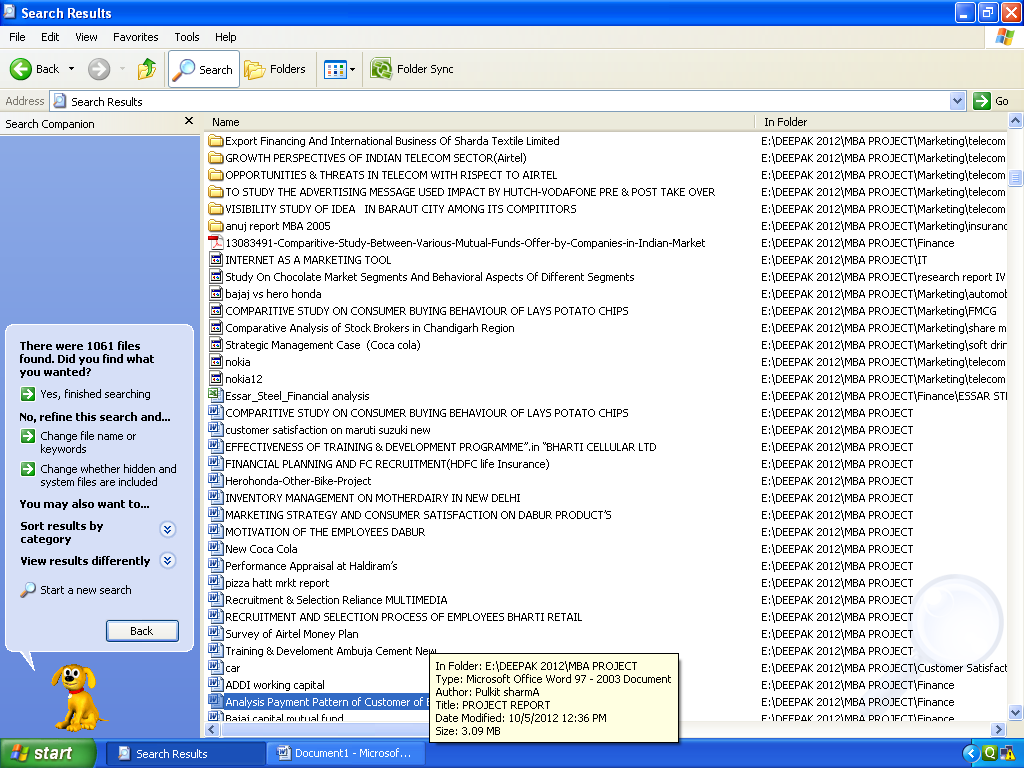 Search Results
File Edit View Favorites Tools Help
Back Search Folders Folder Sync
Address Search Results Go
Search Companion
There were 1061 files
found. Did you find what
you wanted?
Yes, finished searching
No, refine this search and...
Change file name or
keywords
Change whether hidden and
system files are included
You may also want to...
Sort results by
category
View results differently
Start a new search
Back
Name In Folder
Export Financing And International Business Of Sharda Textile Limited E:\DEEPAK 2012\MBA PROJECT\Marketing\telecom
GROWTH PERSPECTIVES OF INDIAN TELECOM SECTOR(Airtel) E:\DEEPAK 2012\MBA PROJECT\Marketing\telecom
OPPORTUNITIES & THREATS IN TELECOM WITH RISPECT TO AIRTEL E:\DEEPAK 2012\MBA PROJECT\Marketing\telecom
TO STUDY THE ADVERTISING MESSAGE USED IMPACT BY HUTCH-VODAFONE PRE & POST TAKE OVER E:\DEEPAK 2012\MBA PROJECT\Marketing\telecom
VISIBILITY STUDY OF IDEA IN BARAUT CITY AMONG ITS COMPITITORS E:\DEEPAK 2012\MBA PROJECT\Marketing\telecom
anuj report MBA 2005 E:\DEEPAK 2012\MBA PROJECT\Marketing\insuranc
13083491-Comparitive-Study-Between-Various-Mutual-Funds-Offer-by-Companies-in-Indian-Market E:\DEEPAK 2012\MBA PROJECT\Finance
INTERNET AS A MARKETING TOOL E:\DEEPAK 2012\MBA PROJECT\IT
Study On Chocolate Market Segments And Behavioral Aspects Of Different Segments E:\DEEPAK 2012\MBA PROJECT\research report IV
bajaj vs hero honda E:\DEEPAK 2012\MBA PROJECT\Marketing\automob
COMPARITIVE STUDY ON CONSUMER BUYING BEHAVIOUR OF LAYS POTATO CHIPS E:\DEEPAK 2012\MBA PROJECT\Marketing\FMCG
Comparative Analysis of Stock Brokers in Chandigarh Region E:\DEEPAK 2012\MBA PROJECT\Marketing\share m
Strategic Management Case (Coca cola) E:\DEEPAK 2012\MBA PROJECT\Marketing\soft drin
nokia E:\DEEPAK 2012\MBA PROJECT\Marketing\telecom
nokia12 E:\DEEPAK 2012\MBA PROJECT\Marketing\telecom
Essar_Steel_Financial analysis E:\DEEPAK 2012\MBA PROJECT\Finance\ESSAR STE
COMPARITIVE STUDY ON CONSUMER BUYING BEHAVIOUR OF LAYS POTATO CHIPS E:\DEEPAK 2012\MBA PROJECT
customer satisfaction on maruti suzuki new E:\DEEPAK 2012\MBA PROJECT
EFFECTIVENESS OF TRAINING & DEVELOPMENT PROGRAMME”.in “BHARTI CELLULAR LTD E:\DEEPAK 2012\MBA PROJECT
FINANCIAL PLANNING AND FC RECRUITMENT(HDFC life Insurance) E:\DEEPAK 2012\MBA PROJECT
Herohonda-Other-Bike-Project E:\DEEPAK 2012\MBA PROJECT
INVENTORY MANAGEMENT ON MOTHERDAIRY IN NEW DELHI E:\DEEPAK 2012\MBA PROJECT
MARKETING STRATEGY AND CONSUMER SATISFACTION ON DABUR PRODUCT’S E:\DEEPAK 2012\MBA PROJECT
MOTIVATION OF THE EMPLOYEES DABUR E:\DEEPAK 2012\MBA PROJECT
New Coca Cola E:\DEEPAK 2012\MBA PROJECT
Performance Appraisal at Haldiram’s E:\DEEPAK 2012\MBA PROJECT
pizza hatt mrkt report E:\DEEPAK 2012\MBA PROJECT
Recruitment & Selection Reliance MULTIMEDIA E:\DEEPAK 2012\MBA PROJECT
RECRUITMENT AND SELECTION PROCESS OF EMPLOYEES BHARTI RETAIL E:\DEEPAK 2012\MBA PROJECT
Survey of Airtel Money Plan E:\DEEPAK 2012\MBA PROJECT
Training & Develoment Ambuja Cement New E:\DEEPAK 2012\MBA PROJECT
car E:\DEEPAK 2012\MBA PROJECT\Customer Satisfact
ADDI working capital E:\DEEPAK 2012\MBA PROJECT\Finance
Analysis Payment Pattern of Customer of E:\DEEPAK 2012\MBA PROJECT\Finance
Bajaj capital mutual fund E:\DEEPAK 2012\MBA PROJECT\Finance
In Folder: E:\DEEPAK 2012\MBA PROJECT
Type: Microsoft Office Word 97 - 2003 Document
Author: Pulkit sharmA
Title: PROJECT REPORT
Date Modified: 10/5/2012 12:36 PM
Size: 3.09 MB
start Search Results Document1 - Microsof...